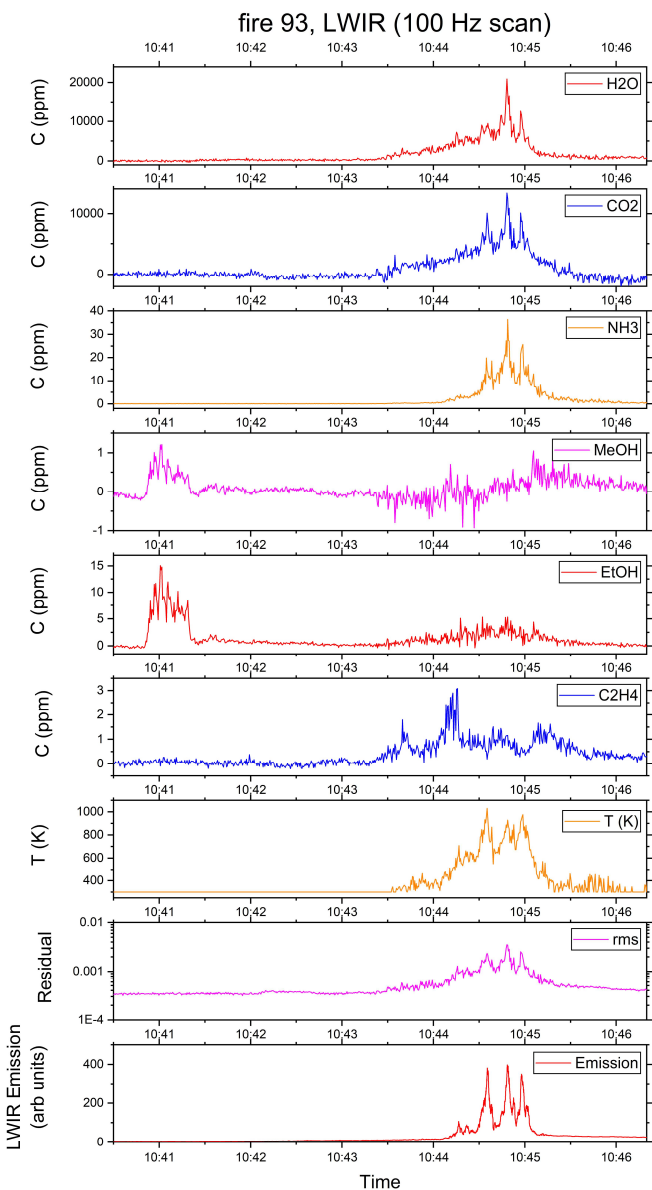 fire 93, LWIR (100 Hz scan)
10:41 10:42 10:43 10:44 10:45 10:46
C (ppm)
20000
10000
0
H2O
10:41 10:42 10:43 10:44 10:45 10:46
C (ppm)
10000
0
CO2
10:41 10:42 10:43 10:44 10:45 10:46
C (ppm)
40
30
20
10
0
NH3
10:41 10:42 10:43 10:44 10:45 10:46
C (ppm)
1
0
-1
MeOH
10:41 10:42 10:43 10:44 10:45 10:46
C (ppm)
15
10
5
0
EtOH
10:41 10:42 10:43 10:44 10:45 10:46
C (ppm)
3
2
1
0
C2H4
10:41 10:42 10:43 10:44 10:45 10:46
T (K)
1000
800
600
400
T (K)
10:41 10:42 10:43 10:44 10:45 10:46
Residual
0.01
0.001
1E-4
rms
10:41 10:42 10:43 10:44 10:45 10:46
LWIR Emission
(arb units)
400
200
0
Emission
10:41 10:42 10:43 10:44 10:45 10:46
Time